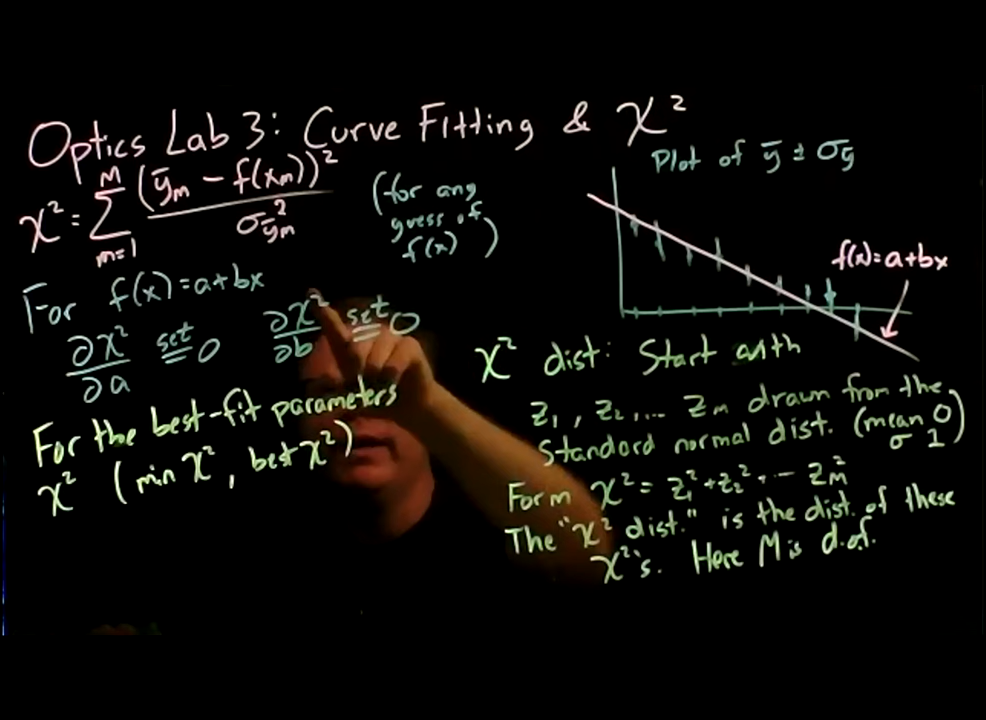 Optics Lab 3: Curve Fitting & χ²
χ² = Σ_{m=1}^{M} (ȳₘ - f(xₘ))² / σ²_ȳₘ
(for any
guess of
f(x))
For f(x)=a+bx
∂χ²/∂a set= 0 ∂χ²/∂b set= 0
For the best-fit parameters
χ² (min χ², best χ²)
Plot of ȳ ± σ_ȳ
f(x)=a+bx
χ² dist: Start with
Z₁, Z₂,... Zₘ drawn from the
Standard normal dist. (mean 0
σ 1)
Form χ² = Z₁² + Z₂² + ... Zₘ²
The "χ² dist." is the dist. of these
χ²'s. Here M is d.o.f.